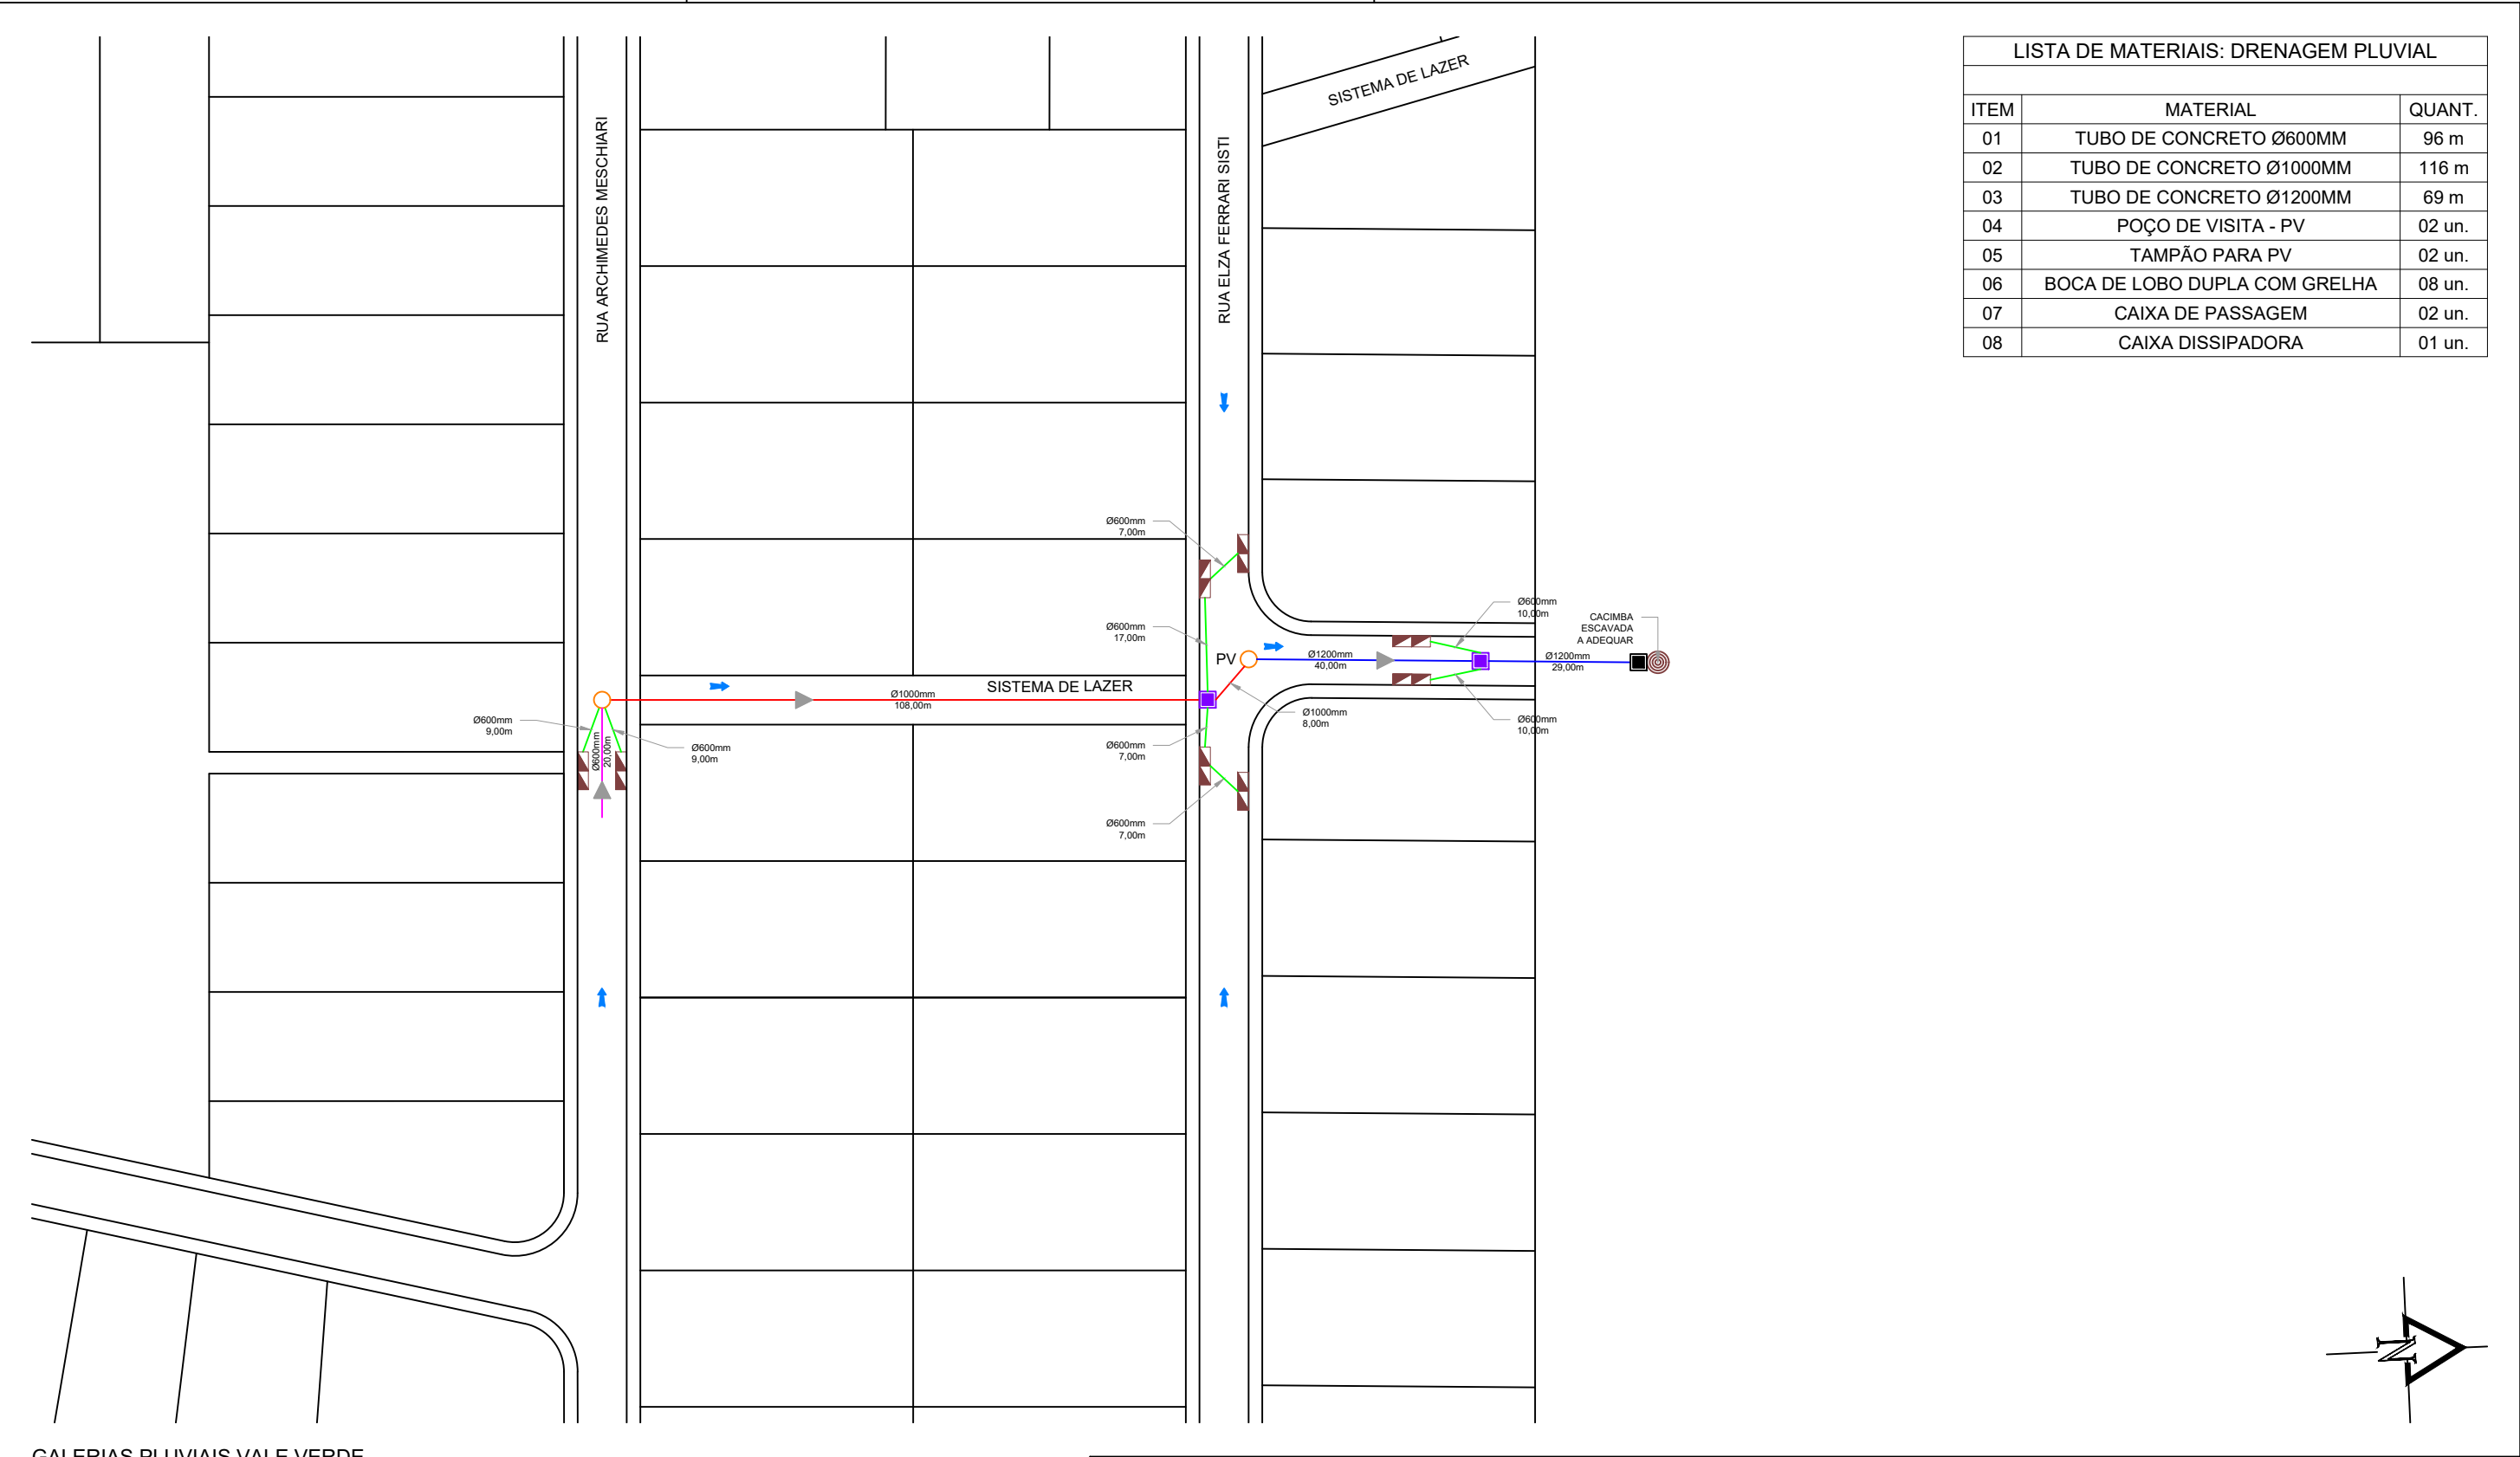 LISTA DE MATERIAIS: DRENAGEM PLUVIAL
ITEM MATERIAL QUANT.
01 TUBO DE CONCRETO Ø600MM 96 m
02 TUBO DE CONCRETO Ø1000MM 116 m
03 TUBO DE CONCRETO Ø1200MM 69 m
04 POÇO DE VISITA - PV 02 un.
05 TAMPÃO PARA PV 02 un.
06 BOCA DE LOBO DUPLA COM GRELHA 08 un.
07 CAIXA DE PASSAGEM 02 un.
08 CAIXA DISSIPADORA 01 un.
SISTEMA DE LAZER
RUA ARCHIMEDES MESCHIARI
RUA ELZA FERRARI SISTI
Ø600mm
7,00m
Ø600mm
17,00m
Ø600mm
10,00m
CACIMBA
ESCAVADA
A ADEQUAR
PV
Ø1200mm
40,00m
Ø1200mm
29,00m
SISTEMA DE LAZER
Ø1000mm
108,00m
Ø1000mm
8,00m
Ø600mm
10,00m
Ø600mm
9,00m
Ø600mm
20,00m
Ø600mm
9,00m
Ø600mm
7,00m
Ø600mm
7,00m
N
GALERIAS PLUVIAIS VALE VERDE